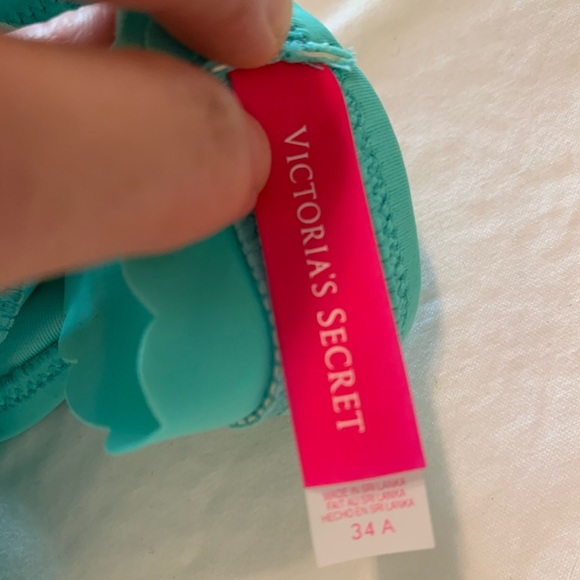 VICTORIA'S SECRET
MADE IN SRI LANKA
FAIT AU SRI LANKA
HECHO EN SRI LANKA
34 A